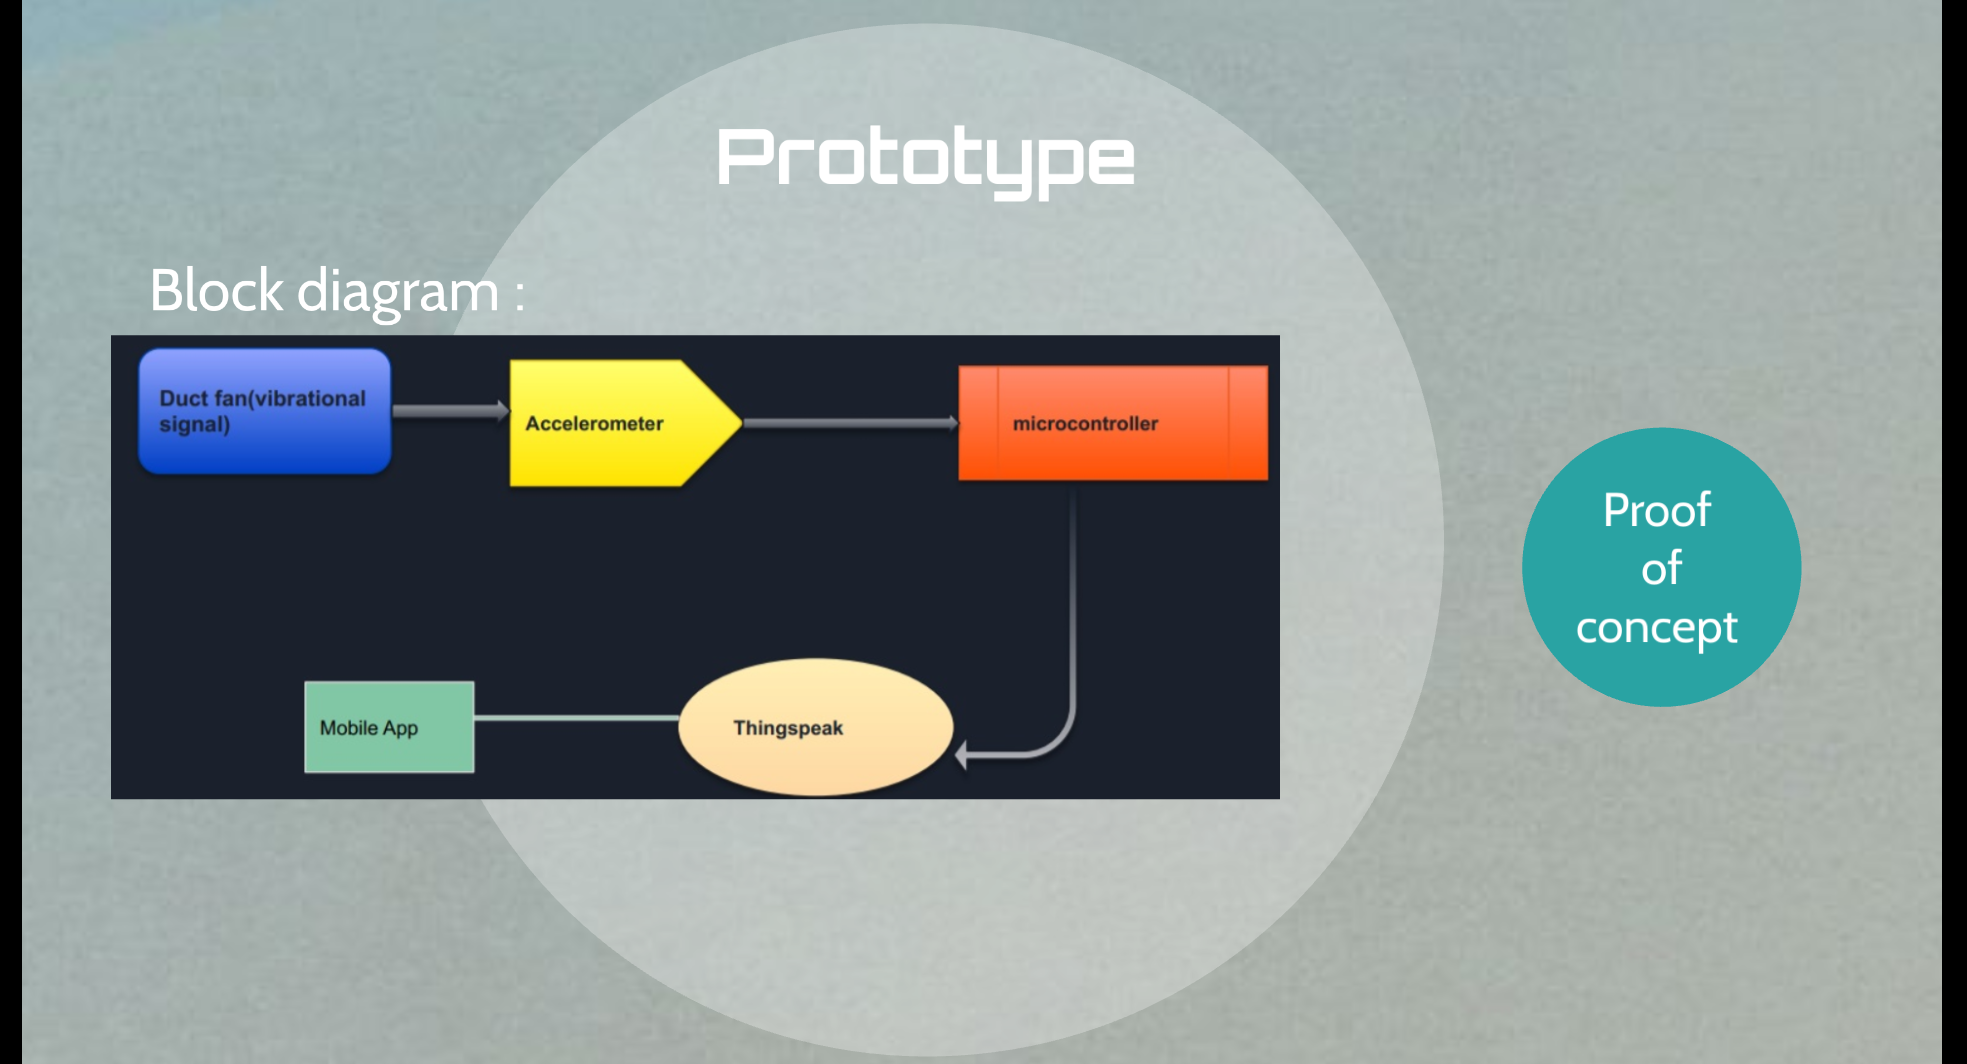 Prototype
Block diagram :
Duct fan(vibrational
signal)
Accelerometer
microcontroller
Mobile App
Thingspeak
Proof
of
concept